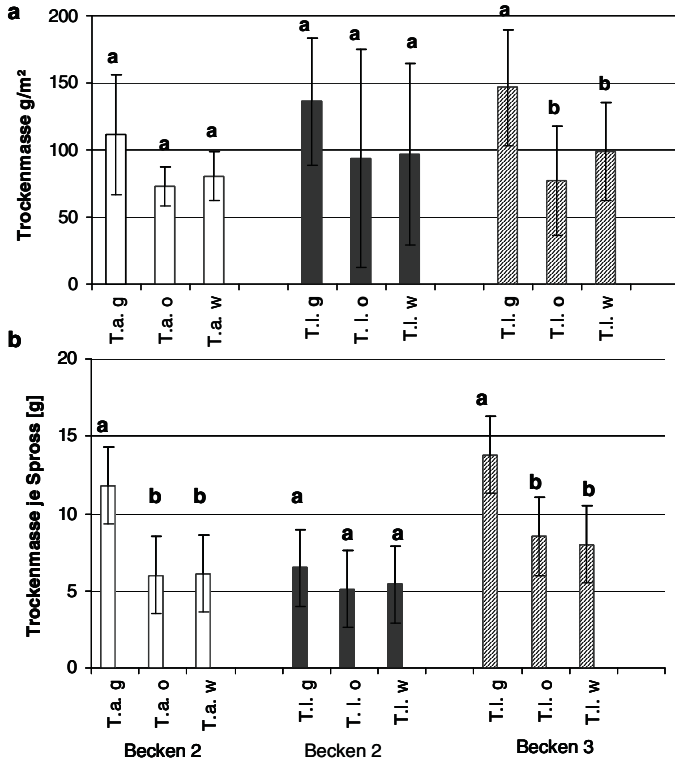 a
Trockenmasse g/m²
200
150
100
50
0
a a a a a a a b b
T.a. g T.a. o T.a. w T.l. g T. l. o T.l. w T.l. g T.l. o T.l. w
b
Trockenmasse je Spross [g]
20
15
10
5
0
a b b a a a a b b
T.a. g T.a. o T.a. w T.l. g T. l. o T.l. w T.l. g T.l. o T.l. w
Becken 2 Becken 2 Becken 3